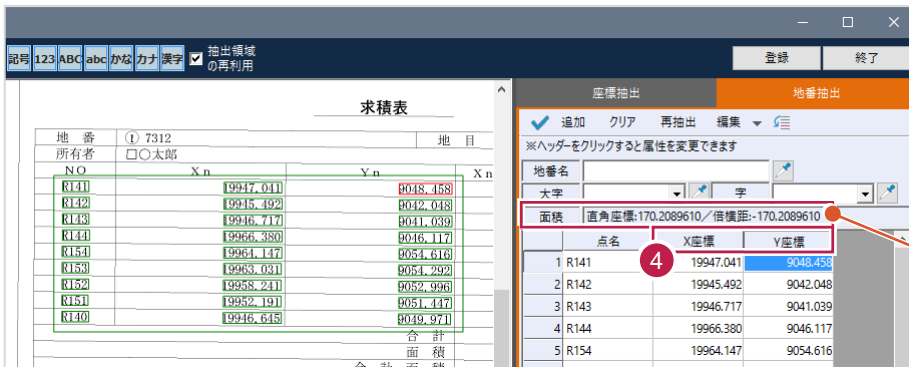 記号 123 ABC abc かな カナ 漢字 抽出領域の再利用 登録 終了
求積表
地 番 ① 7312 地 目
所有者 □○太郎
NO Xn Yn Xn
R141 19947.041 9048.458
R142 19945.492 9042.048
R143 19946.717 9041.039
R144 19966.380 9046.117
R154 19964.147 9054.616
R153 19963.031 9054.292
R152 19958.241 9052.996
R151 19952.191 9051.447
R140 19946.645 9049.971
合 計
面 積
合 計 面 積
座標抽出 地番抽出
追加 クリア 再抽出 編集
※ヘッダーをクリックすると属性を変更できます
地番名
大字 字
面積 直角座標:170.2089610/倍横距:-170.2089610
点名 X座標 Y座標
4
1 R141 19947.041 9048.458
2 R142 19945.492 9042.048
3 R143 19946.717 9041.039
4 R144 19966.380 9046.117
5 R154 19964.147 9054.616